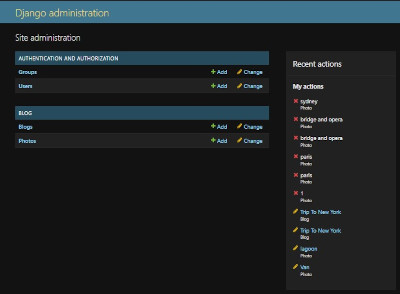 Django administration
Site administration
AUTHENTICATION AND AUTHORIZATION
Groups Add Change
Users Add Change
BLOG
Blogs Add Change
Photos Add Change
Recent actions
My actions
sydney
Photo
bridge and opera
Photo
bridge and opera
Photo
paris
Photo
paris
Photo
1
Photo
Trip To New York
Blog
Trip To New York
Blog
lagoon
Photo
Van
Photo